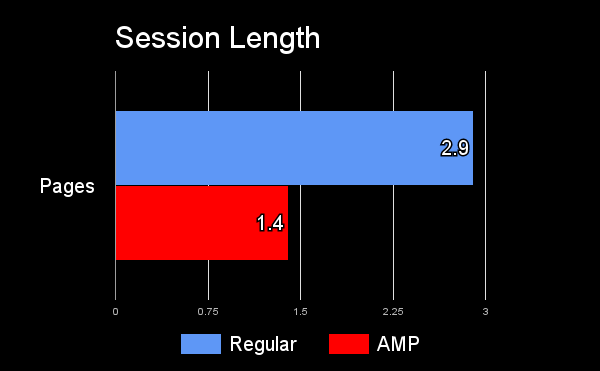 Session Length
2.9
Pages
1.4
0 0.75 1.5 2.25 3
Regular AMP